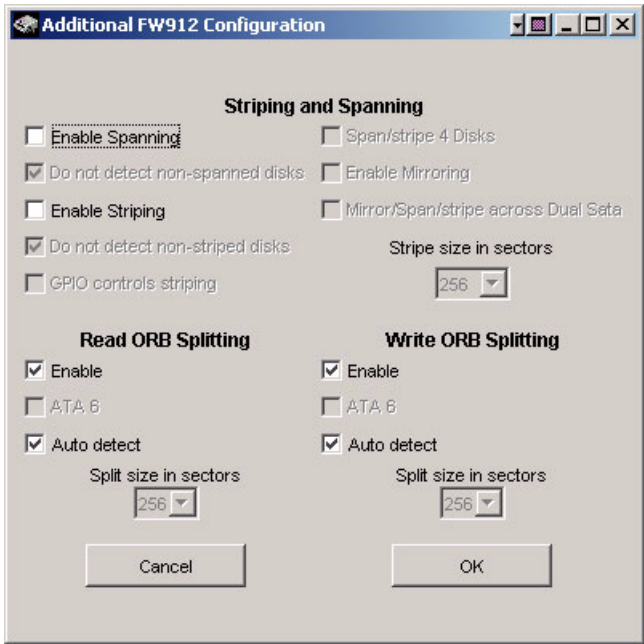 Additional FW912 Configuration
Striping and Spanning
Enable Spanning
Span/stripe 4 Disks
Do not detect non-spanned disks
Enable Mirroring
Enable Striping
Mirror/Span/stripe across Dual Sata
Do not detect non-striped disks
Stripe size in sectors
GPIO controls striping
256
Read ORB Splitting
Write ORB Splitting
Enable
Enable
ATA 6
ATA 6
Auto detect
Auto detect
Split size in sectors
Split size in sectors
256
256
Cancel
OK